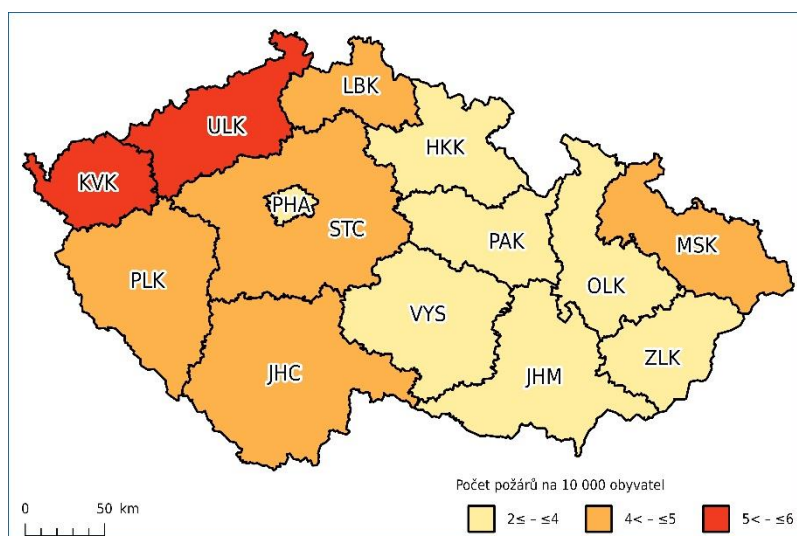 LBK
ULK
HKK
KVK
PHA
STC
PAK
MSK
PLK
OLK
VYS
ZLK
JHC
JHM
Počet požárů na 10 000 obyvatel
0 50 km
2≤ – ≤4 4< – ≤5 5< – ≤6